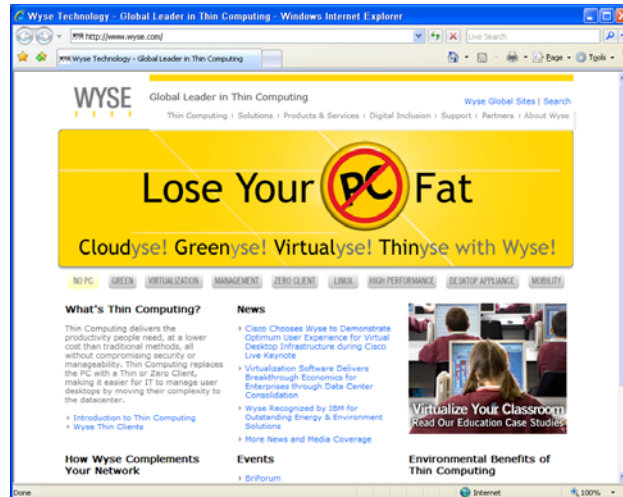 Wyse Technology - Global Leader in Thin Computing - Windows Internet Explorer
http://www.wyse.com/
Live Search
Wyse Technology - Global Leader in Thin Computing
Page
Tools
WYSE
Global Leader in Thin Computing
Wyse Global Sites | Search
Thin Computing | Solutions | Products & Services | Digital Inclusion | Support | Partners | About Wyse
Lose Your PC Fat
Cloudyse! Greenyse! Virtualyse! Thinyse with Wyse!
NO PC GREEN VIRTUALIZATION MANAGEMENT ZERO CLIENT LINUX HIGH PERFORMANCE DESKTOP APPLIANCE MOBILITY
What's Thin Computing?
Thin Computing delivers the
productivity people need, at a lower
cost than traditional methods, all
without compromising security or
manageability. Thin Computing replaces
the PC with a Thin or Zero Client,
making it easier for IT to manage user
desktops by moving their complexity to
the datacenter.
Introduction to Thin Computing
Wyse Thin Clients
News
Cisco Chooses Wyse to Demonstrate
Optimum User Experience for Virtual
Desktop Infrastructure during Cisco
Live Keynote
Virtualization Software Delivers
Breakthrough Economics for
Enterprises through Data Center
Consolidation
Wyse Recognized by IBM for
Outstanding Energy & Environment
Solutions
More News and Media Coverage
Virtualize Your Classroom
Read Our Education Case Studies
How Wyse Complements
Your Network
Events
BriForum
Environmental Benefits of
Thin Computing
Done
Internet
100%